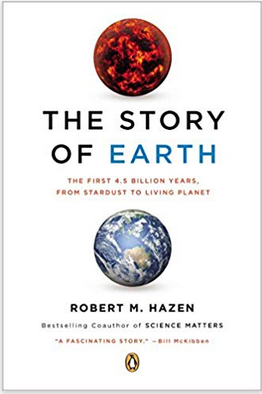 THE STORY
OF EARTH
THE FIRST 4.5 BILLION YEARS,
FROM STARDUST TO LIVING PLANET
ROBERT M. HAZEN
Bestselling Coauthor of SCIENCE MATTERS
"A FASCINATING STORY." —Bill McKibben